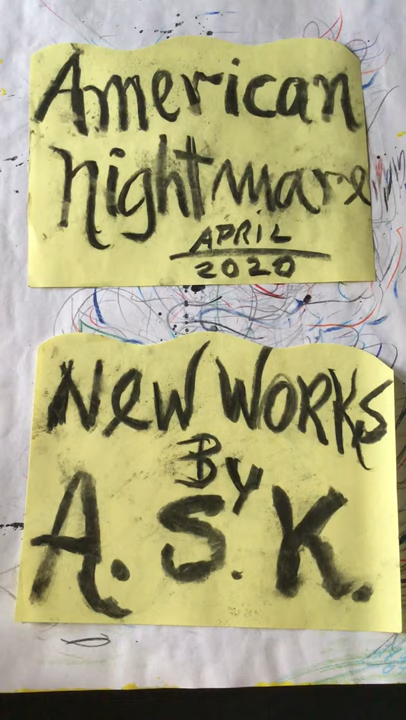 American
nightmare
APRIL
2020
New WORKS
By
A. S. K.